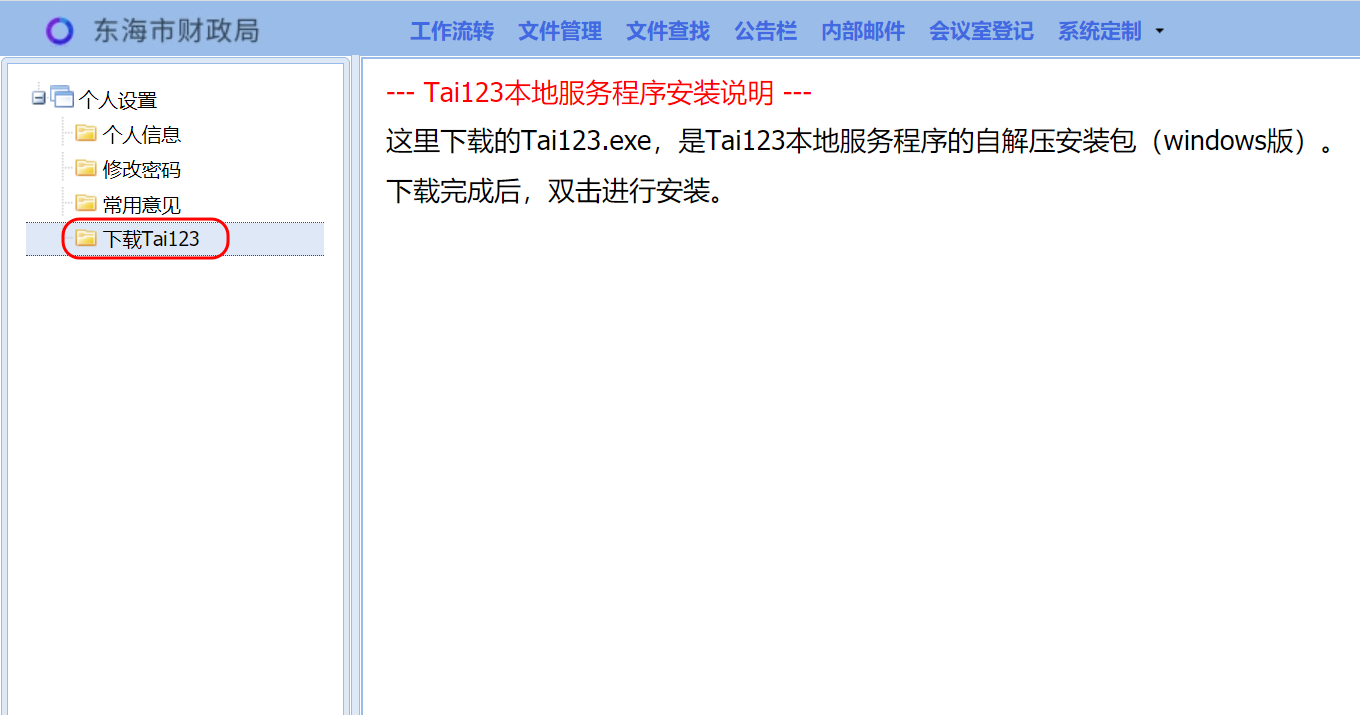 东海市财政局
工作流转 文件管理 文件查找 公告栏 内部邮件 会议室登记 系统定制
个人设置
个人信息
修改密码
常用意见
下载Tai123
--- Tai123本地服务程序安装说明 ---
这里下载的Tai123.exe，是Tai123本地服务程序的自解压安装包（windows版）。
下载完成后，双击进行安装。